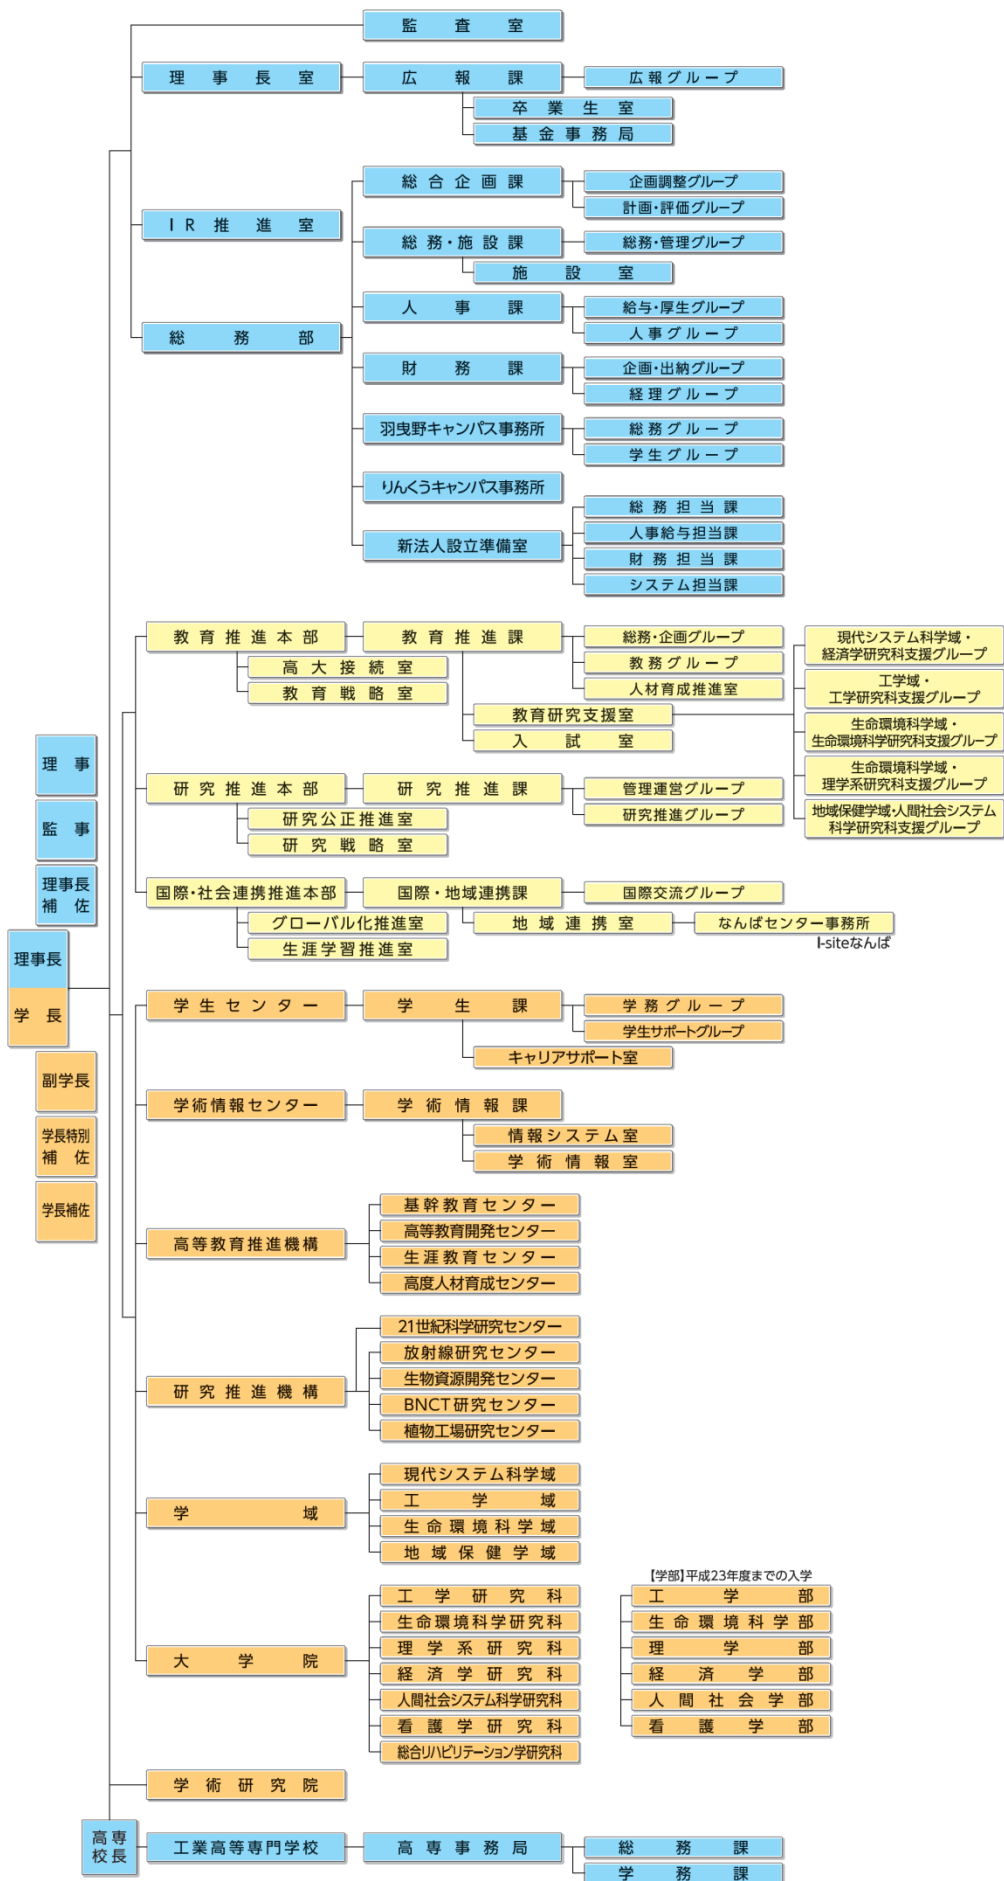 監査室
理事長室
広報課
広報グループ
卒業生室
基金事務局
総合企画課
企画調整グループ
計画・評価グループ
IR推進室
総務・施設課
総務・管理グループ
施設室
人事課
給与・厚生グループ
人事グループ
総務部
財務課
企画・出納グループ
経理グループ
羽曳野キャンパス事務所
総務グループ
学生グループ
りんくうキャンパス事務所
新法人設立準備室
総務担当課
人事給与担当課
財務担当課
システム担当課
教育推進本部
高大接続室
教育戦略室
教育推進課
総務・企画グループ
教務グループ
人材育成推進室
教育研究支援室
入試室
現代システム科学域・
経済学研究科支援グループ
工学域・
工学研究科支援グループ
生命環境科学域・
生命環境科学研究科支援グループ
生命環境科学域・
理学系研究科支援グループ
地域保健学域・人間社会システム
科学研究科支援グループ
研究推進本部
研究公正推進室
研究戦略室
研究推進課
管理運営グループ
研究推進グループ
国際・社会連携推進本部
グローバル化推進室
生涯学習推進室
国際・地域連携課
国際交流グループ
地域連携室
なんばセンター事務所
I-siteなんば
理事
監事
理事長
補佐
理事長
学長
副学長
学長特別
補佐
学長補佐
学生センター
学生課
学務グループ
学生サポートグループ
キャリアサポート室
学術情報センター
学術情報課
情報システム室
学術情報室
高等教育推進機構
基幹教育センター
高等教育開発センター
生涯教育センター
高度人材育成センター
研究推進機構
21世紀科学研究センター
放射線研究センター
生物資源開発センター
BNCT研究センター
植物工場研究センター
学域
現代システム科学域
工学域
生命環境科学域
地域保健学域
大学院
工学研究科
生命環境科学研究科
理学系研究科
経済学研究科
人間社会システム科学研究科
看護学研究科
総合リハビリテーション学研究科
【学部】平成23年度までの入学
工学部
生命環境科学部
理学部
経済学部
人間社会学部
看護学部
学術研究院
高専
校長
工業高等専門学校
高専事務局
総務課
学務課